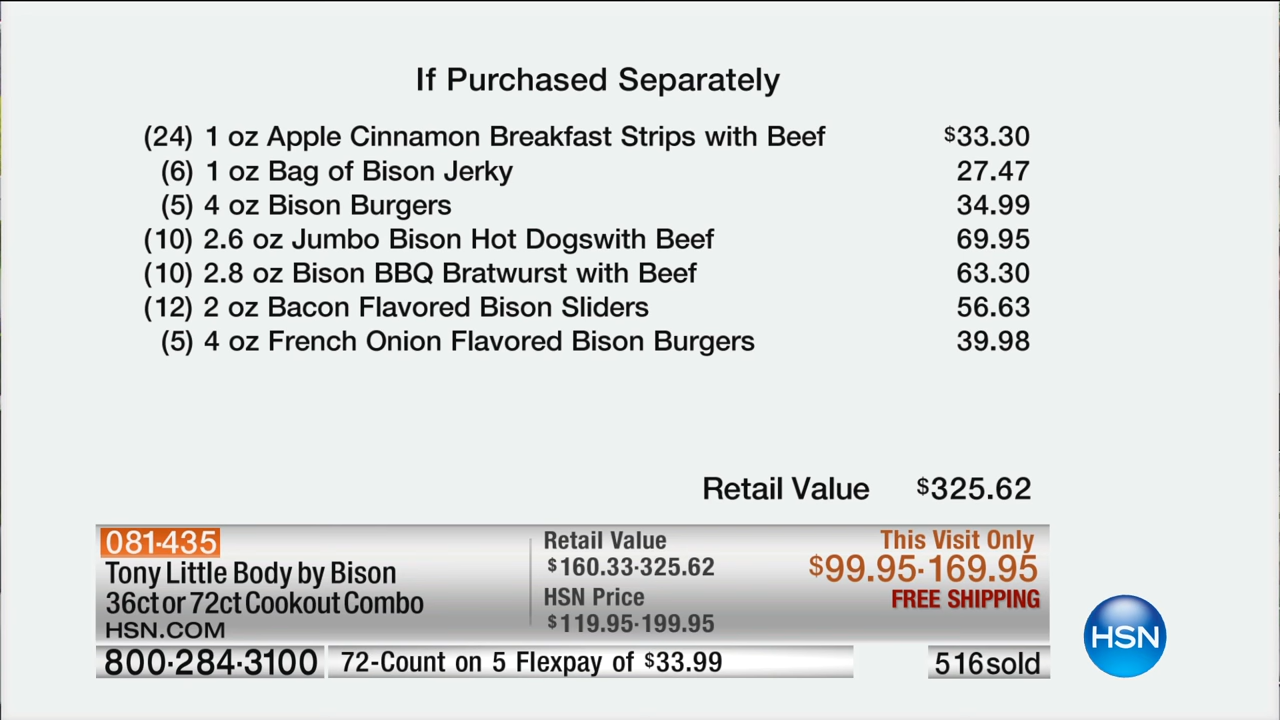 If Purchased Separately
(24) 1 oz Apple Cinnamon Breakfast Strips with Beef $33.30
(6) 1 oz Bag of Bison Jerky 27.47
(5) 4 oz Bison Burgers 34.99
(10) 2.6 oz Jumbo Bison Hot Dogswith Beef 69.95
(10) 2.8 oz Bison BBQ Bratwurst with Beef 63.30
(12) 2 oz Bacon Flavored Bison Sliders 56.63
(5) 4 oz French Onion Flavored Bison Burgers 39.98
Retail Value $325.62
081·435
Tony Little Body by Bison
36ct or 72ct Cookout Combo
HSN.COM
Retail Value
$160.33·325.62
HSN Price
$119.95·199.95
This Visit Only
$99.95·169.95
FREE SHIPPING
HSN
800·284·3100
72-Count on 5 Flexpay of $33.99
516 sold